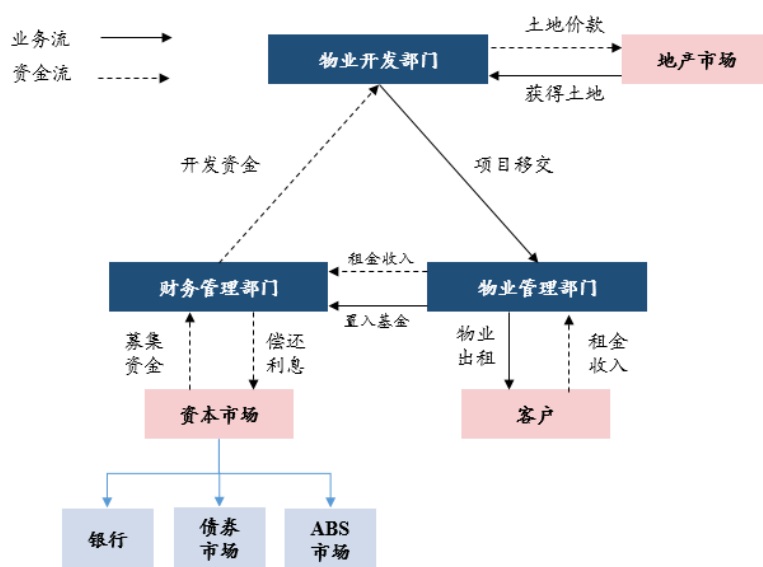 业务流
资金流
物业开发部门
土地价款
获得土地
地产市场
开发资金
项目移交
财务管理部门
租金收入
置入基金
物业管理部门
募集
资金
偿还
利息
物业
出租
租金
收入
资本市场
客户
银行
债券
市场
ABS
市场